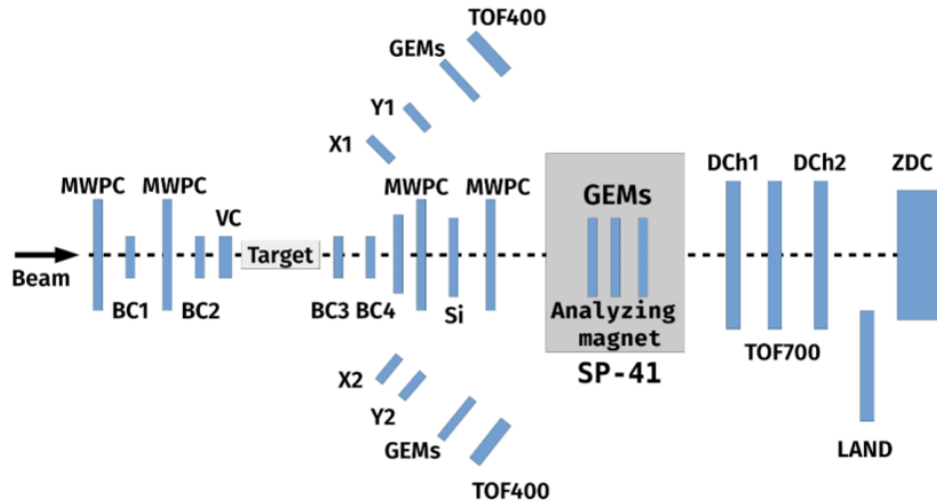 TOF400
GEMs
Y1
X1
MWPC
MWPC
VC
MWPC
MWPC
DCh1
DCh2
ZDC
GEMs
Target
Beam
BC1
BC2
BC3
BC4
Si
Analyzing
magnet
SP-41
TOF700
X2
Y2
GEMs
LAND
TOF400